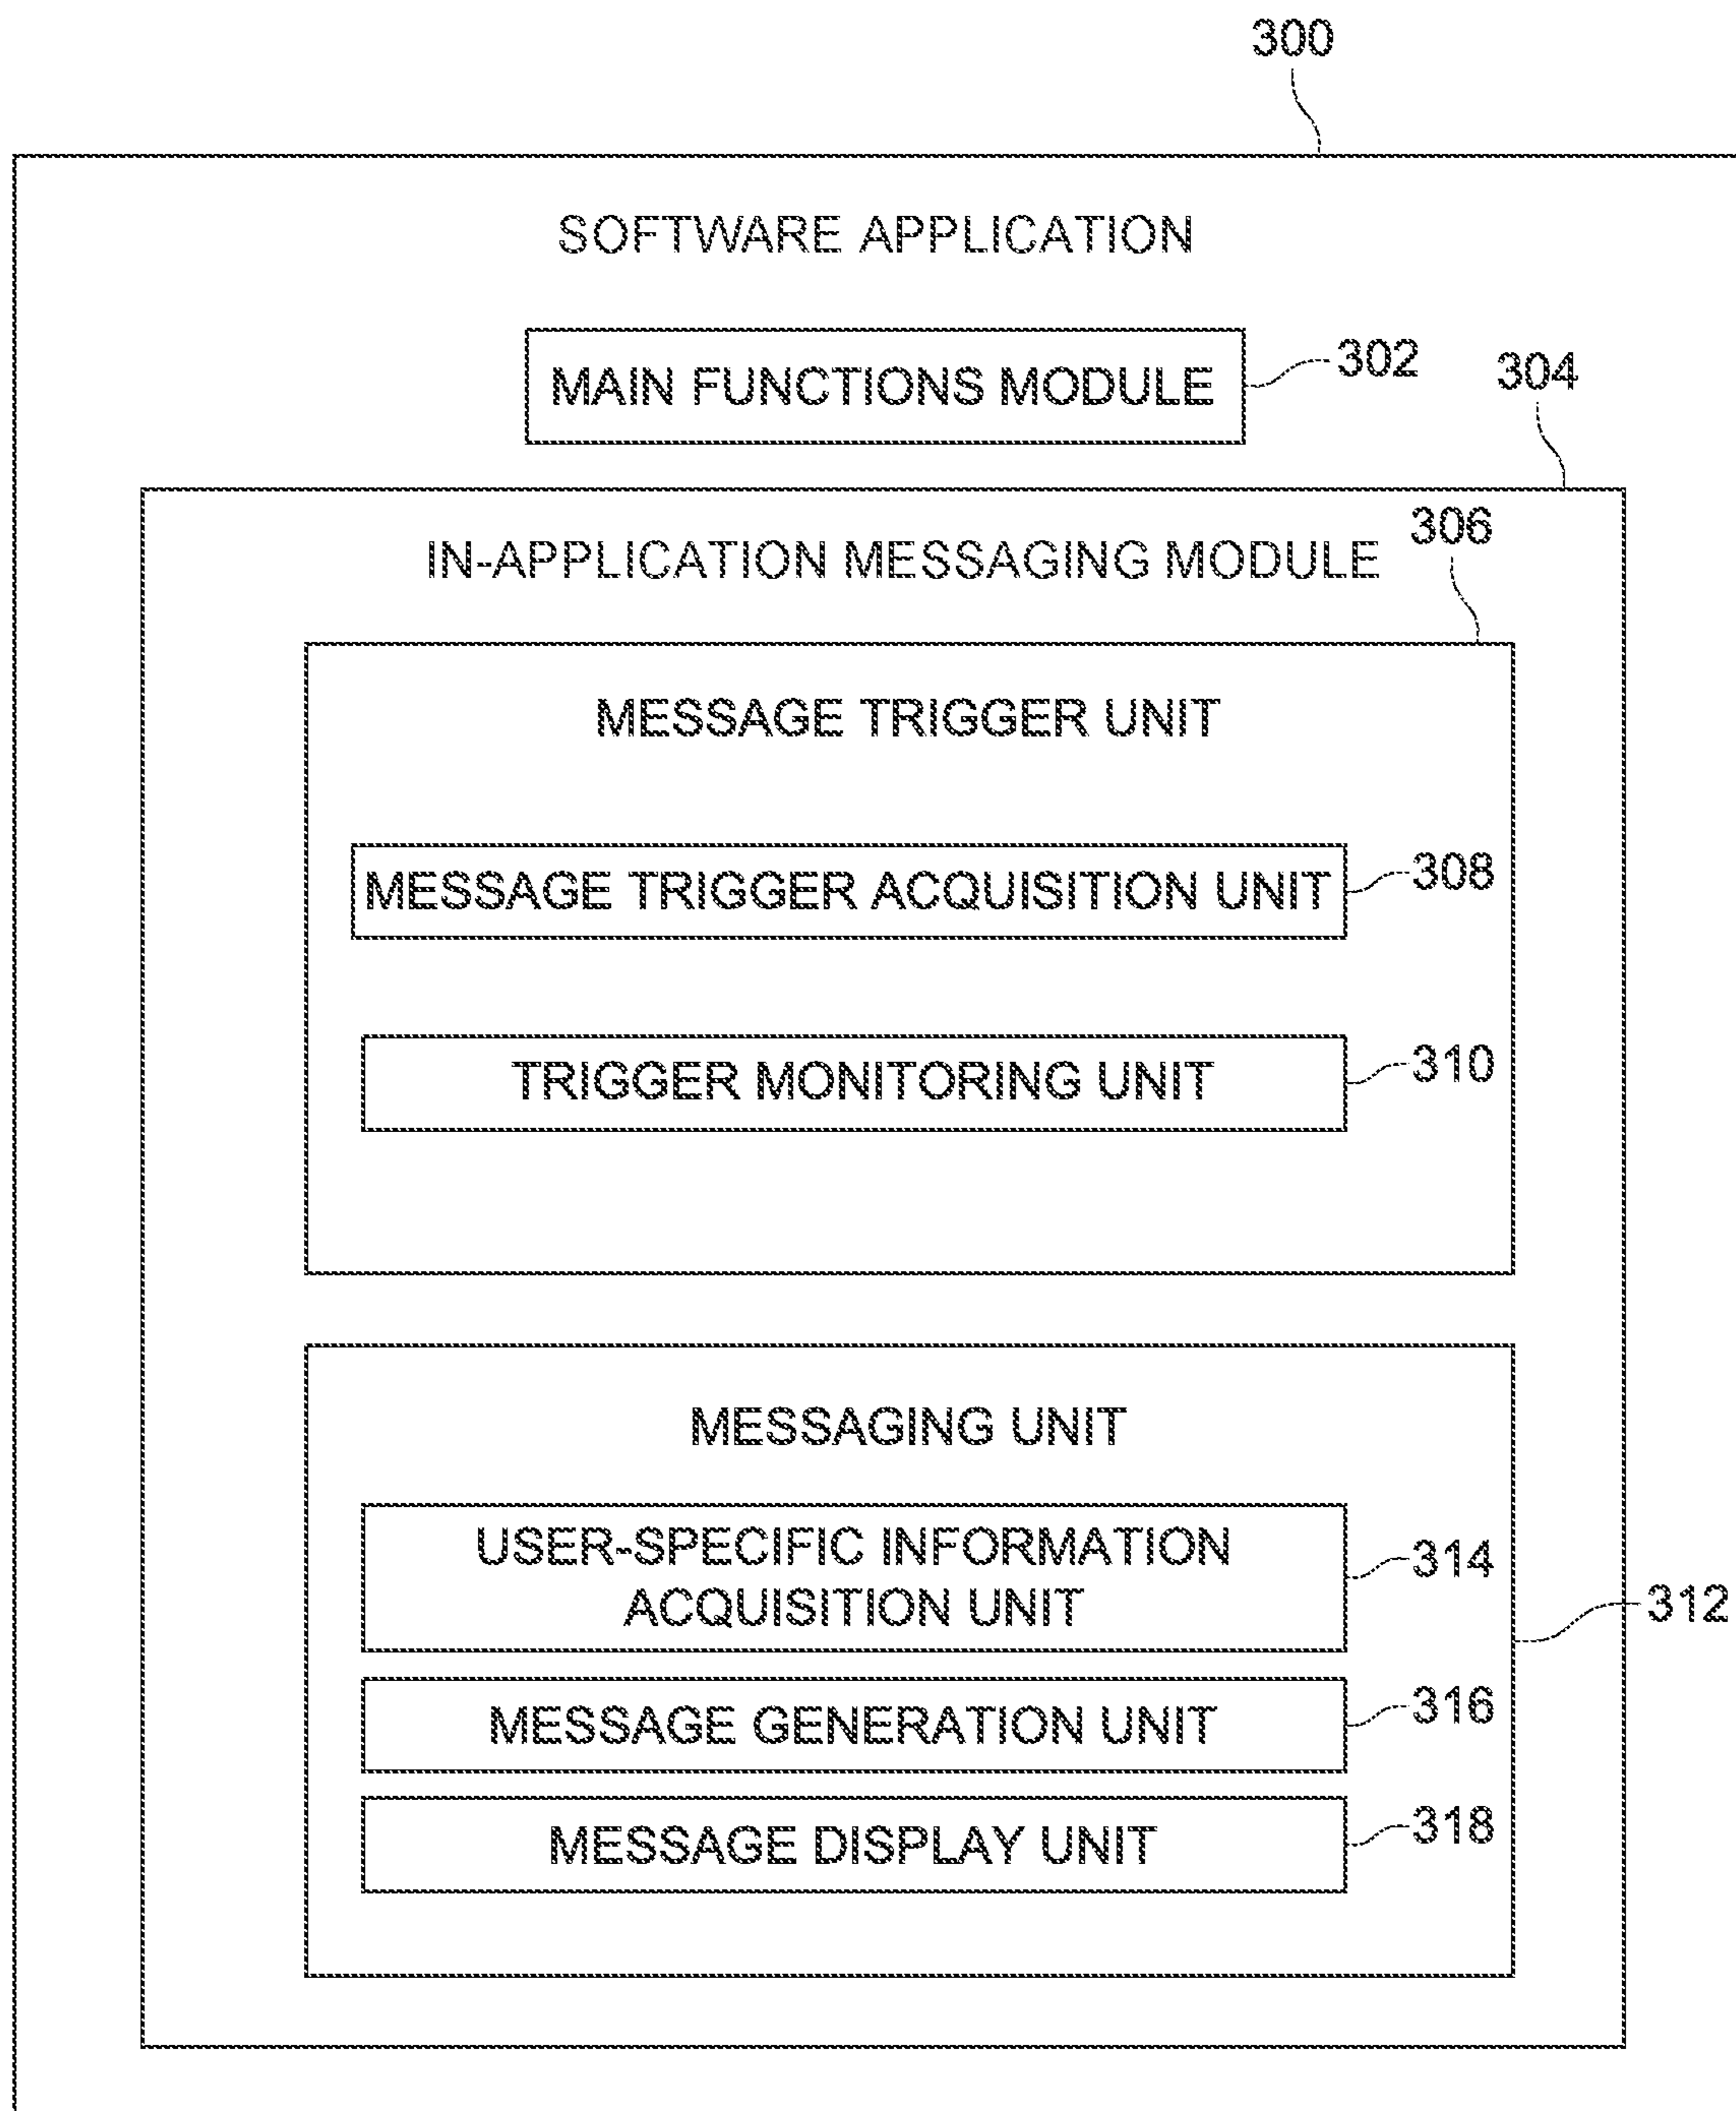 300
SOFTWARE APPLICATION
MAIN FUNCTIONS MODULE
302
304
IN-APPLICATION MESSAGING MODULE
306
MESSAGE TRIGGER UNIT
MESSAGE TRIGGER ACQUISITION UNIT
308
TRIGGER MONITORING UNIT
310
MESSAGING UNIT
USER-SPECIFIC INFORMATION
ACQUISITION UNIT
314
312
MESSAGE GENERATION UNIT
316
MESSAGE DISPLAY UNIT
318